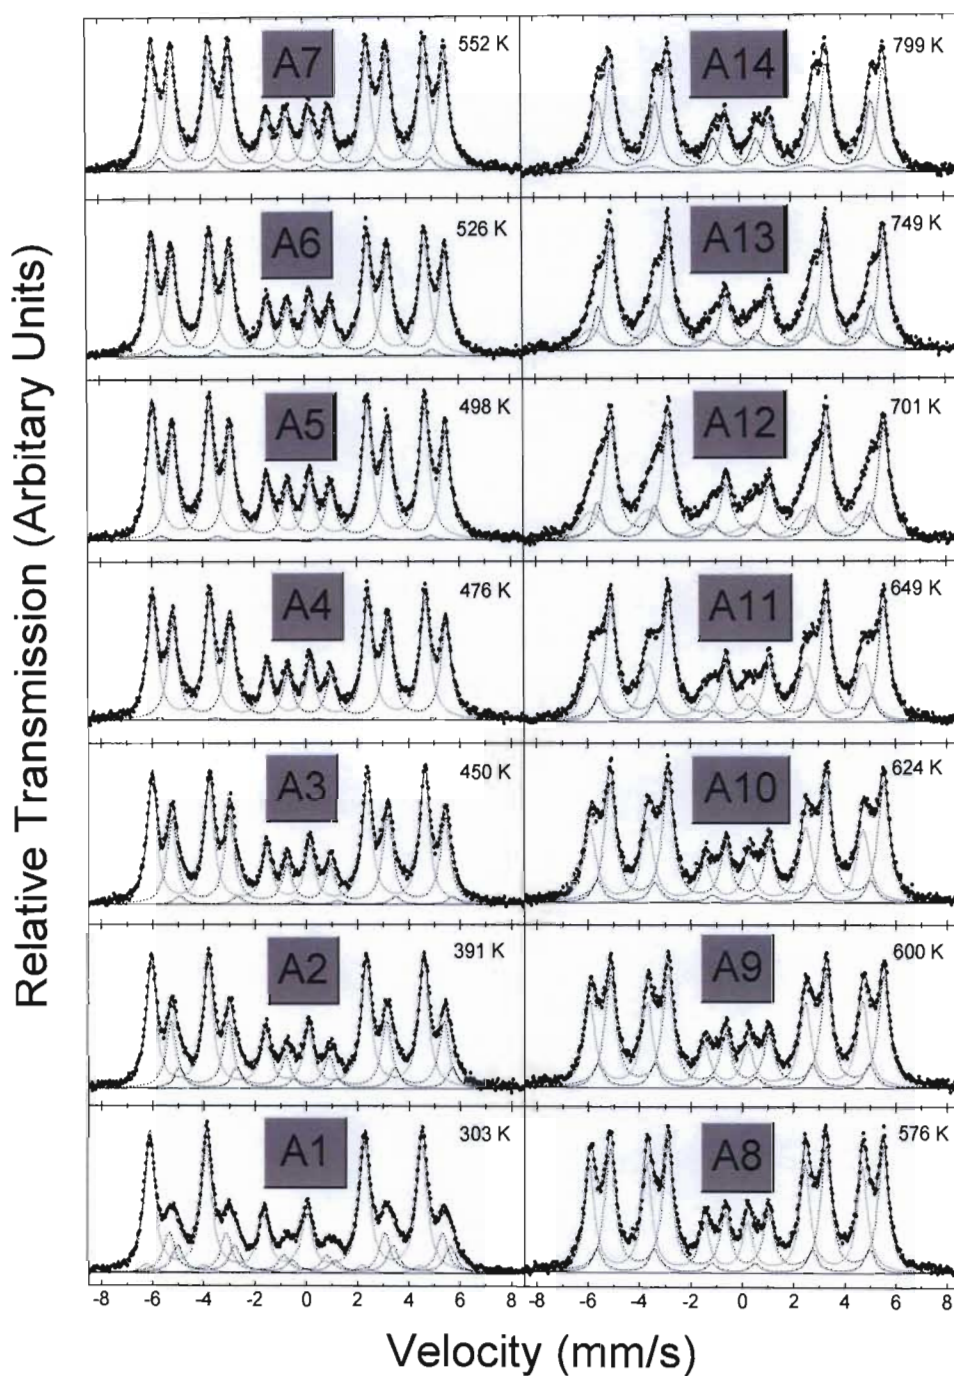 A7 552 K A14 799 K
A6 526 K A13 749 K
A5 498 K A12 701 K
A4 476 K A11 649 K
A3 450 K A10 624 K
A2 391 K A9 600 K
A1 303 K A8 576 K
-8 -6 -4 -2 0 2 4 6 8 -8 -6 -4 -2 0 2 4 6 8
Velocity (mm/s)
Relative Transmission (Arbitary Units)